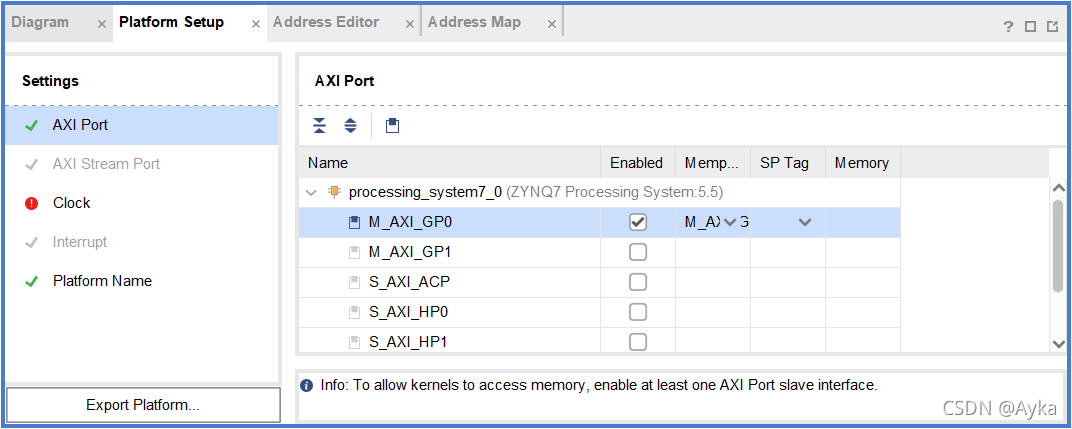 Diagram × Platform Setup × Address Editor × Address Map ×
?
Settings
AXI Port
AXI Stream Port
Clock
Interrupt
Platform Name
Export Platform...
AXI Port
Name Enabled Memp... SP Tag Memory
processing_system7_0 (ZYNQ7 Processing System:5.5)
M_AXI_GP0 M_AX G
M_AXI_GP1
S_AXI_ACP
S_AXI_HP0
S_AXI_HP1
Info: To allow kernels to access memory, enable at least one AXI Port slave interface.
CSDN @Ayka